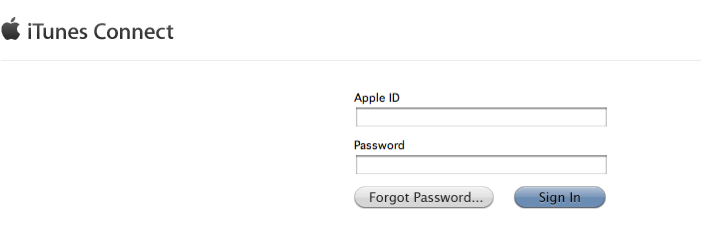 iTunes Connect
Apple ID
Password
Forgot Password...
Sign In